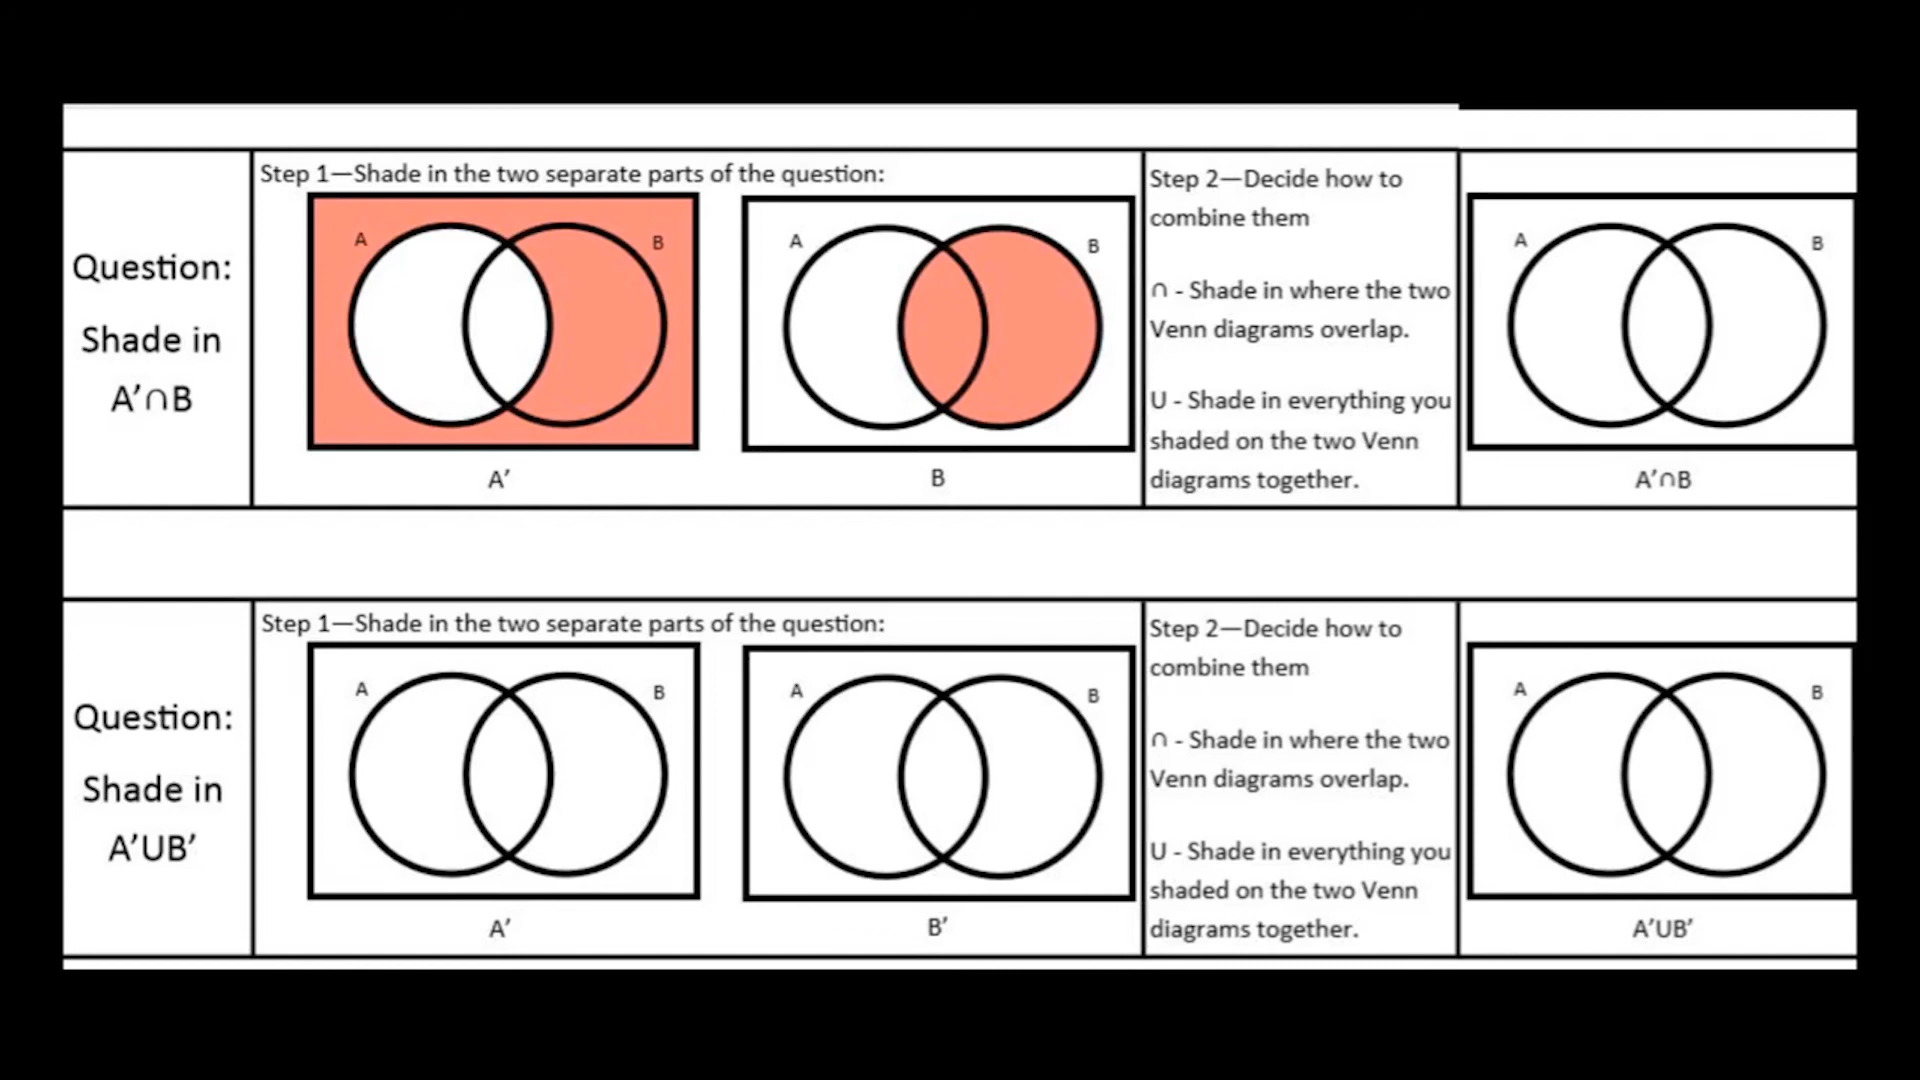 Question:
Shade in
A’∩B
Step 1—Shade in the two separate parts of the question:
A
B
A’
A
B
B
Step 2—Decide how to
combine them
∩ - Shade in where the two
Venn diagrams overlap.
U - Shade in everything you
shaded on the two Venn
diagrams together.
A
B
A’∩B
Question:
Shade in
A’UB’
Step 1—Shade in the two separate parts of the question:
A
B
A’
A
B
B’
Step 2—Decide how to
combine them
∩ - Shade in where the two
Venn diagrams overlap.
U - Shade in everything you
shaded on the two Venn
diagrams together.
A
B
A’UB’